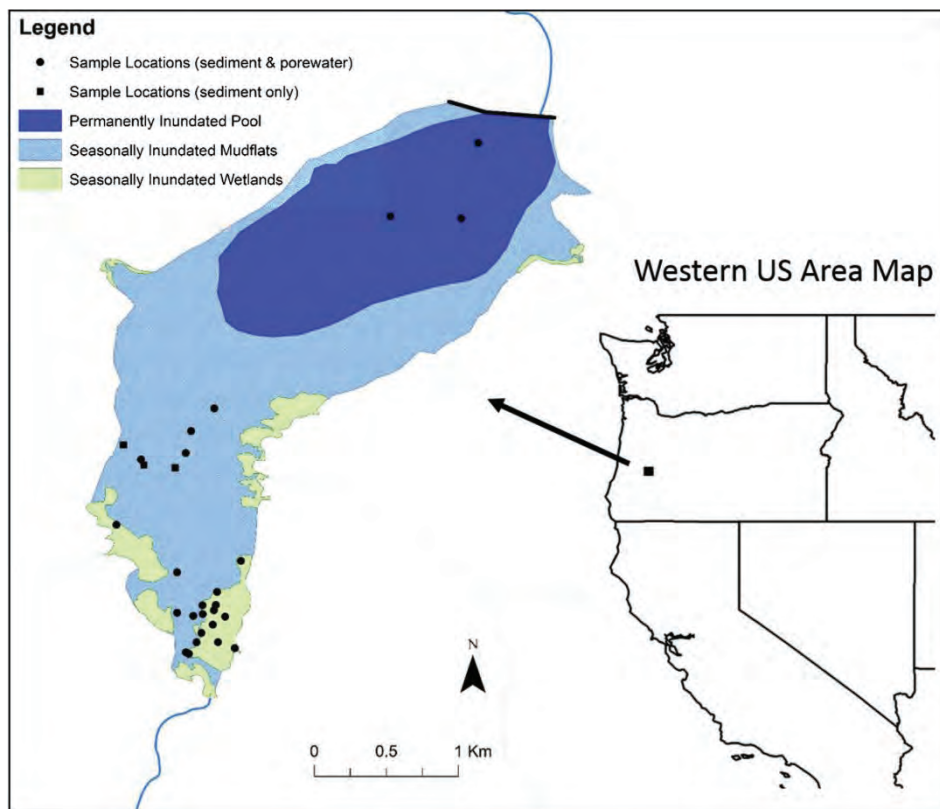 Legend
Sample Locations (sediment & porewater)
Sample Locations (sediment only)
Permanently Inundated Pool
Seasonally Inundated Mudflats
Seasonally Inundated Wetlands
Western US Area Map
N
0 0.5 1 Km